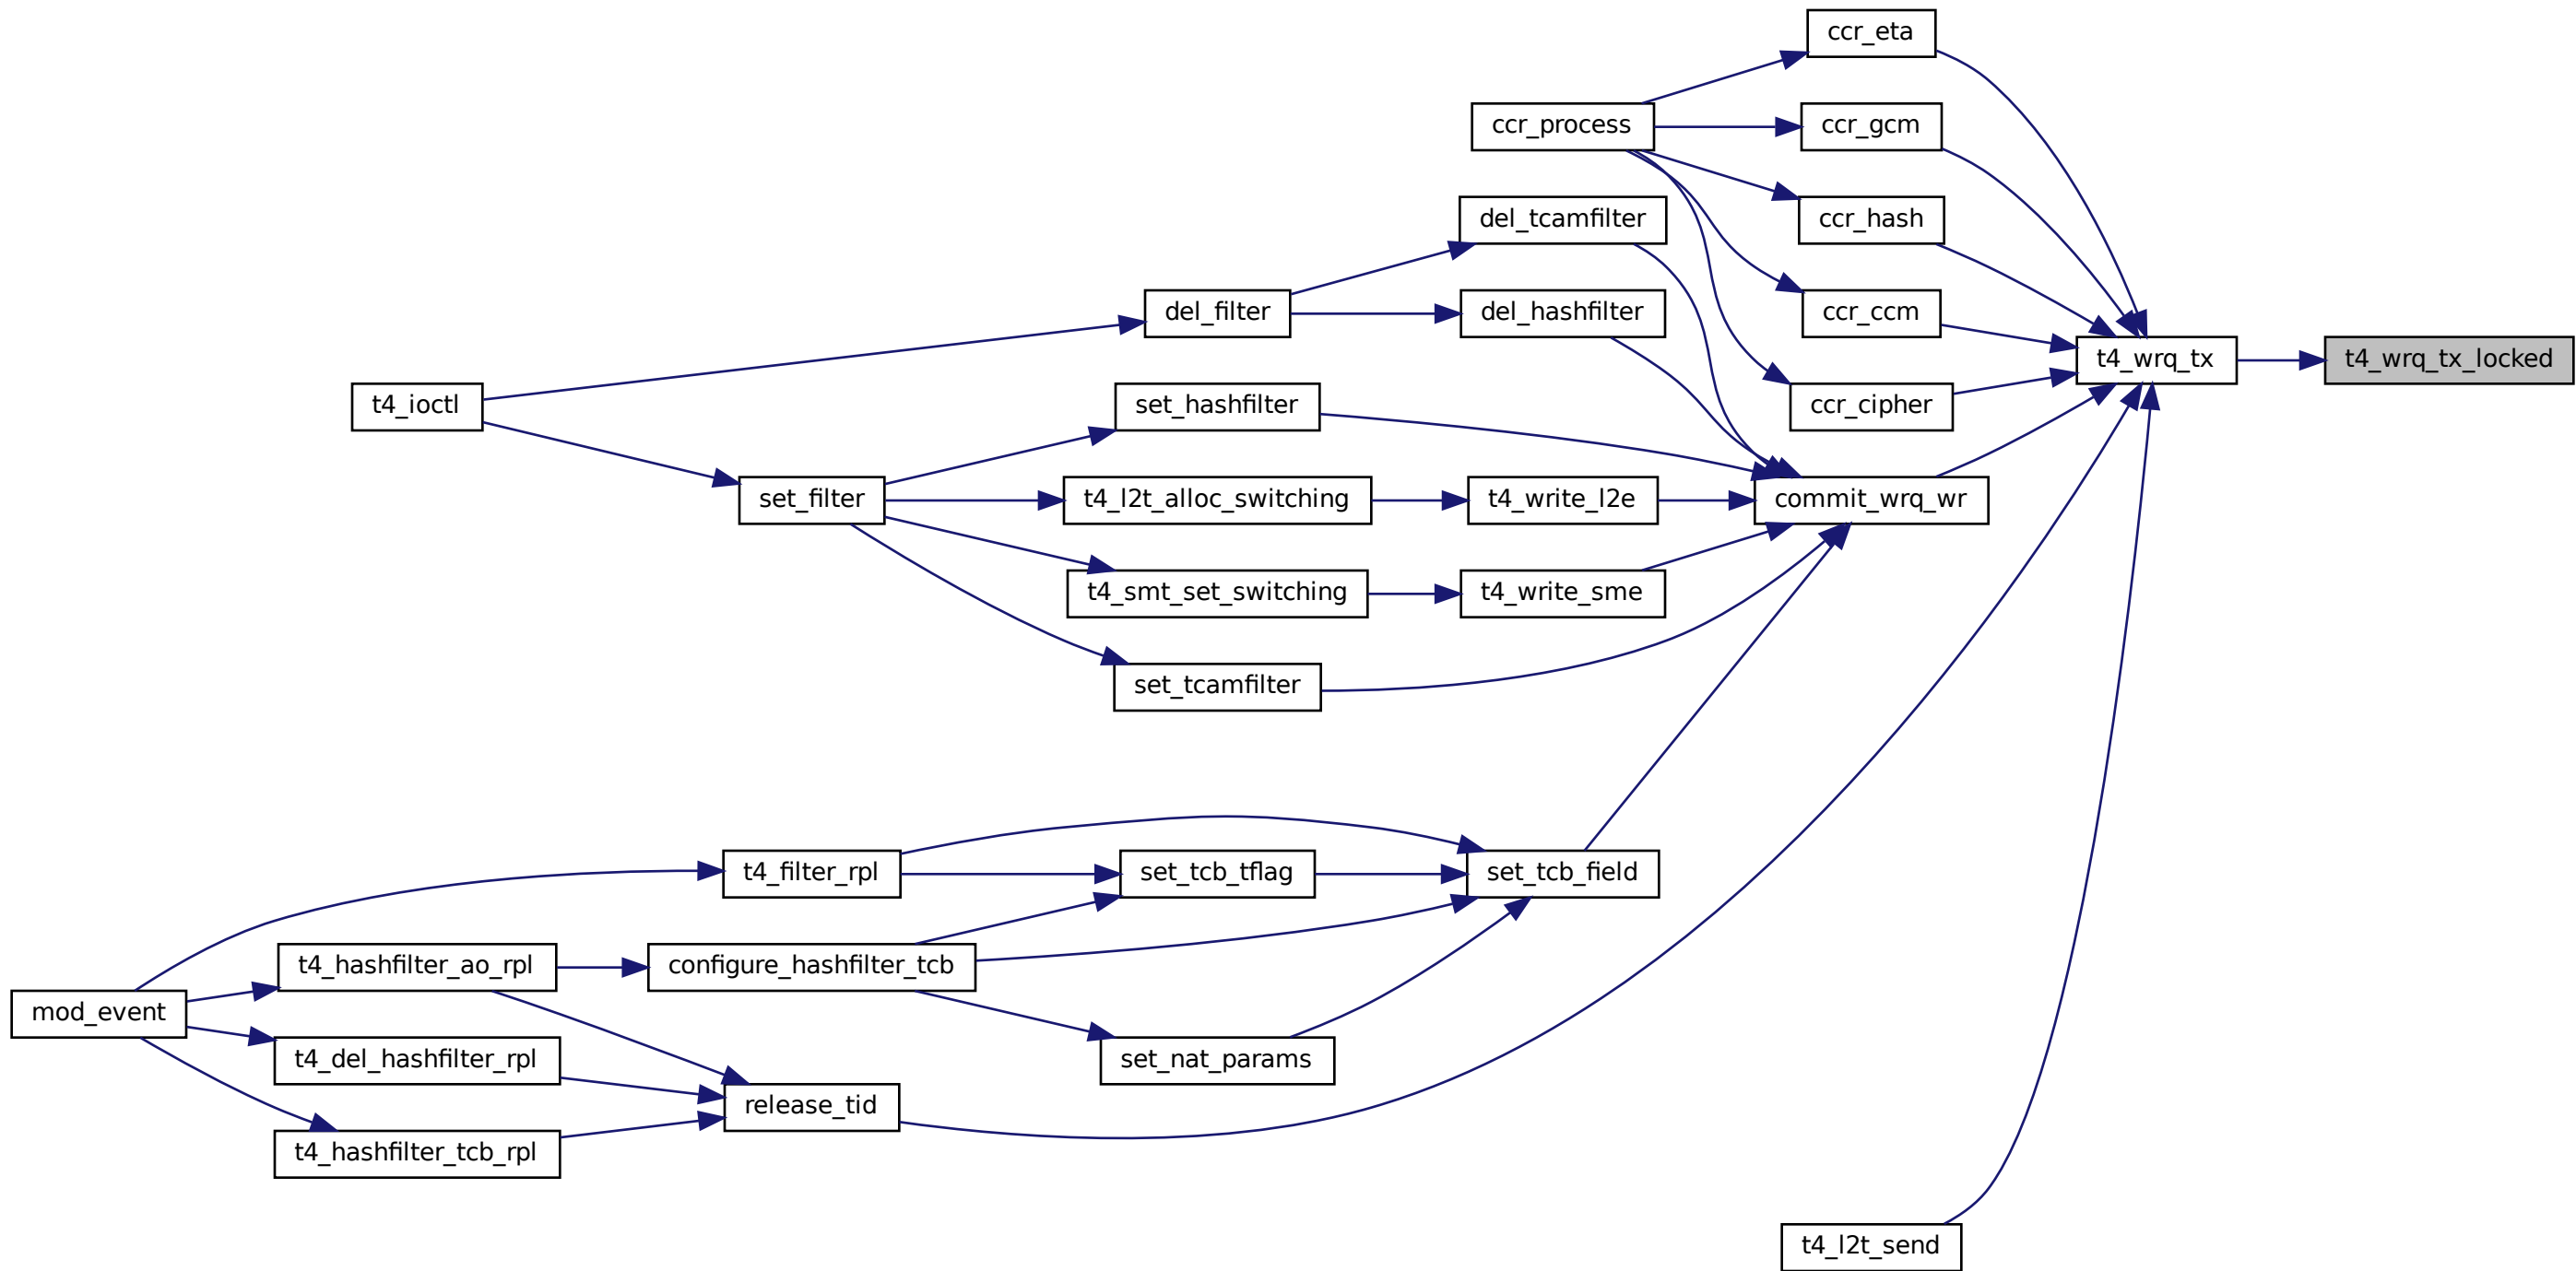 ccr_eta
ccr_process
ccr_gcm
del_tcamfilter
ccr_hash
del_filter
del_hashfilter
ccr_ccm
t4_wrq_tx
t4_wrq_tx_locked
t4_ioctl
set_hashfilter
ccr_cipher
set_filter
t4_l2t_alloc_switching
t4_write_l2e
commit_wrq_wr
t4_smt_set_switching
t4_write_sme
set_tcamfilter
t4_filter_rpl
set_tcb_tflag
set_tcb_field
t4_hashfilter_ao_rpl
configure_hashfilter_tcb
mod_event
t4_del_hashfilter_rpl
set_nat_params
release_tid
t4_hashfilter_tcb_rpl
t4_l2t_send